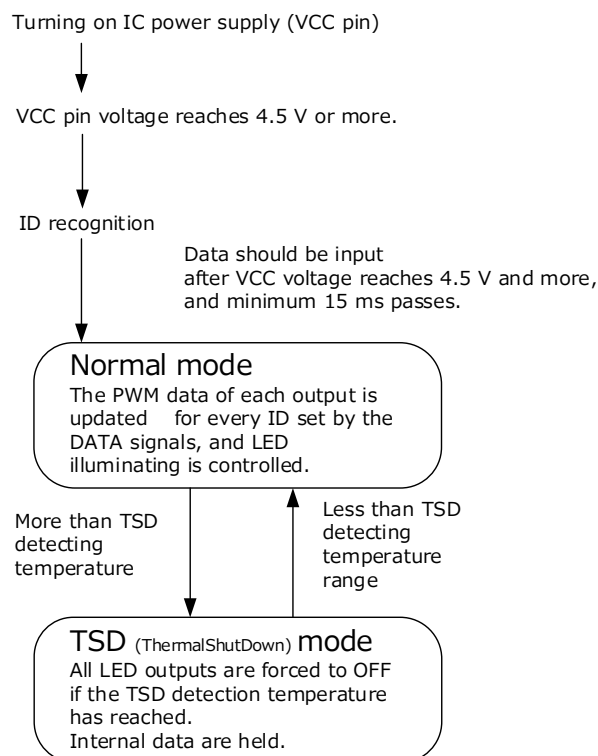 Turning on IC power supply (VCC pin)
VCC pin voltage reaches 4.5 V or more.
ID recognition
Data should be input
after VCC voltage reaches 4.5 V and more,
and minimum 15 ms passes.
Normal mode
The PWM data of each output is
updated for every ID set by the
DATA signals, and LED
illuminating is controlled.
More than TSD
detecting
temperature
Less than TSD
detecting
temperature
range
TSD (ThermalShutDown) mode
All LED outputs are forced to OFF
if the TSD detection temperature
has reached.
Internal data are held.